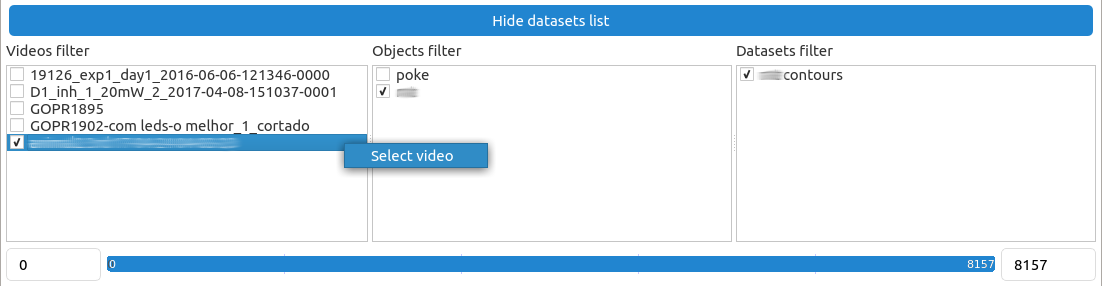 Hide datasets list
Videos filter
Objects filter
Datasets filter
19126_exp1_day1_2016-06-06-121346-0000
D1_inh_1_20mW_2_2017-04-08-151037-0001
GOPR1895
GOPR1902-com leds-o melhor_1_cortado
poke
contours
Select video
0
0
8157
8157